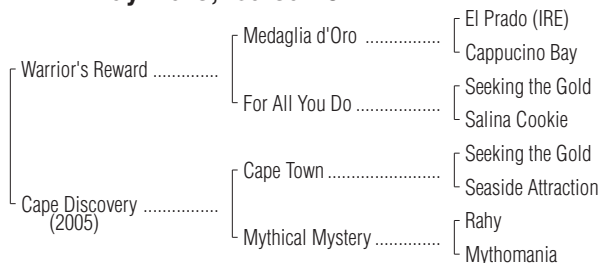 El Prado (IRE)
Medaglia d'Oro ................
Cappucino Bay
Warrior's Reward ..............
Seeking the Gold
For All You Do ..................
Salina Cookie
Seeking the Gold
Cape Town .......................
Seaside Attraction
Cape Discovery ................
(2005)
Rahy
Mythical Mystery ...............
Mythomania